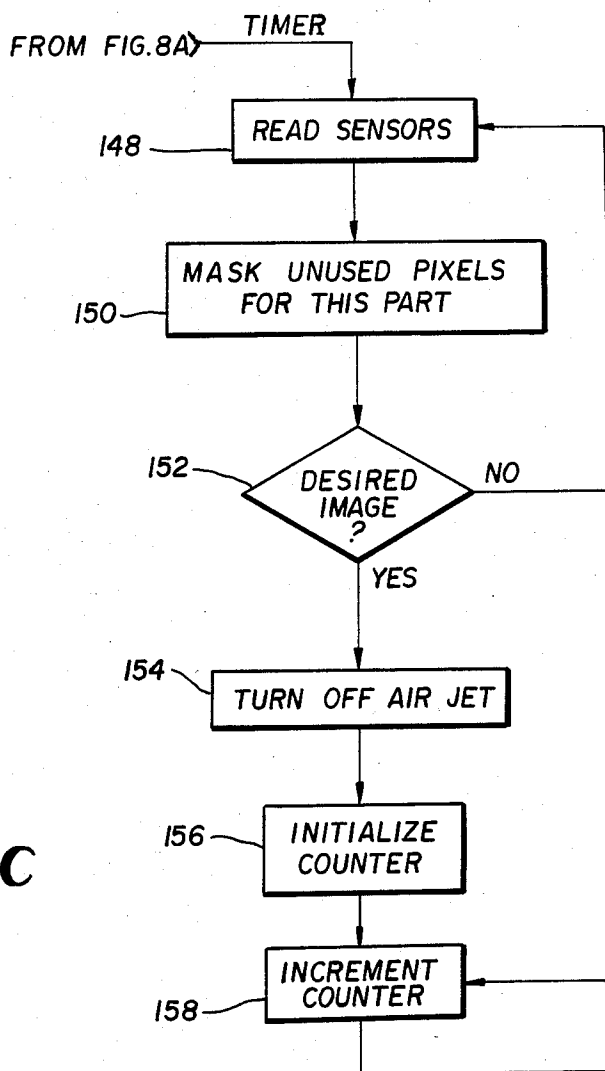 TIMER
FROM FIG.8A
READ SENSORS
148
MASK UNUSED PIXELS
FOR THIS PART
150
152
DESIRED
IMAGE
?
NO
YES
154
TURN OFF AIR JET
156
INITIALIZE
COUNTER
C
INCREMENT
COUNTER
158